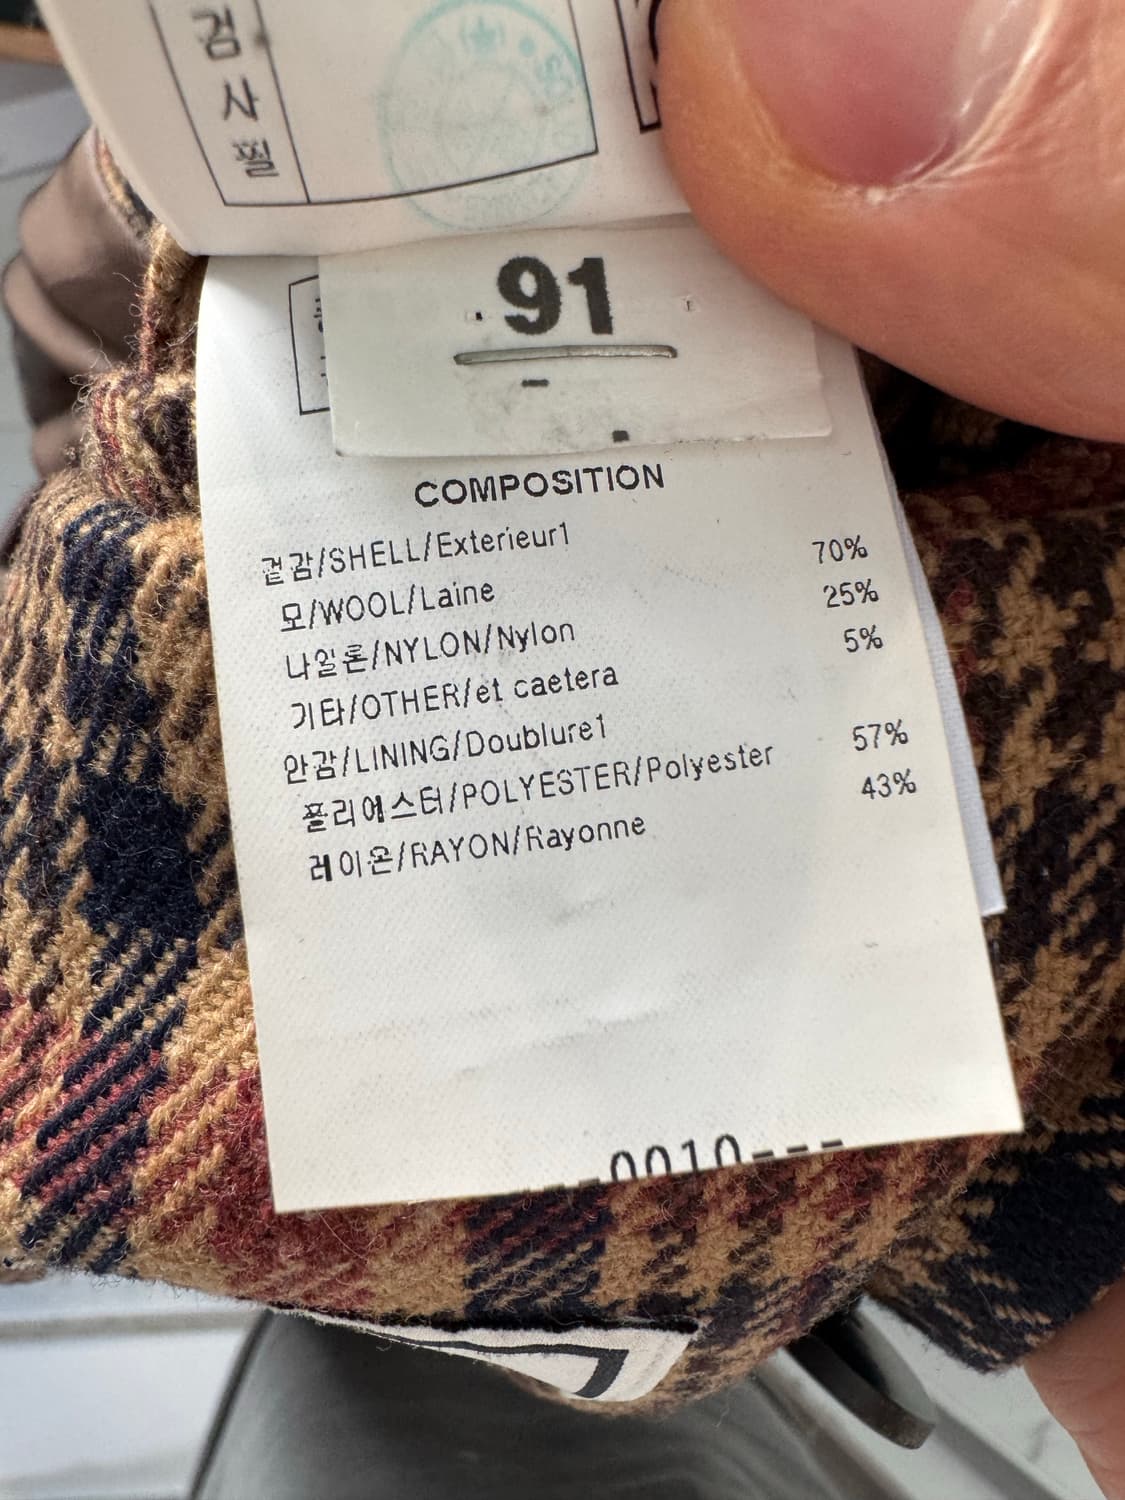 검사필
91
COMPOSITION
겉감/SHELL/Exterieur1
모/WOOL/Laine 70%
나일론/NYLON/Nylon 25%
기타/OTHER/et caetera 5%
안감/LINING/Doublure1
폴리에스터/POLYESTER/Polyester 57%
레이온/RAYON/Rayonne 43%
0010---